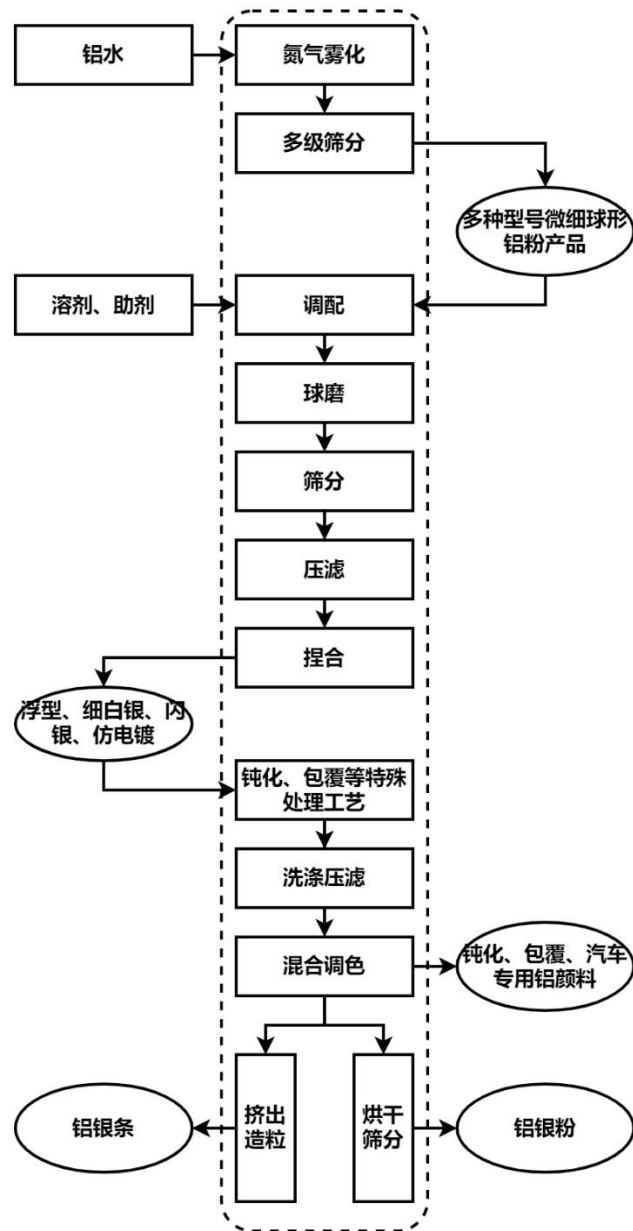 铝水
氮气雾化
多级筛分
多种型号微细球形
铝粉产品
溶剂、助剂
调配
球磨
筛分
压滤
捏合
浮型、细白银、闪
银、仿电镀
钝化、包覆等特殊
处理工艺
洗涤压滤
混合调色
钝化、包覆、汽车
专用铝颜料
铝银条
挤出
造粒
烘干
筛分
铝银粉